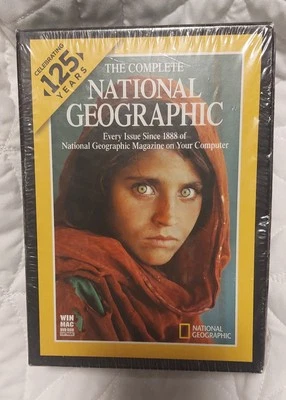 CELEBRATING
125
YEARS
THE COMPLETE
NATIONAL
GEOGRAPHIC
Every Issue Since 1888 of
National Geographic Magazine on Your Computer
WIN
MAC
NATIONAL
GEOGRAPHIC